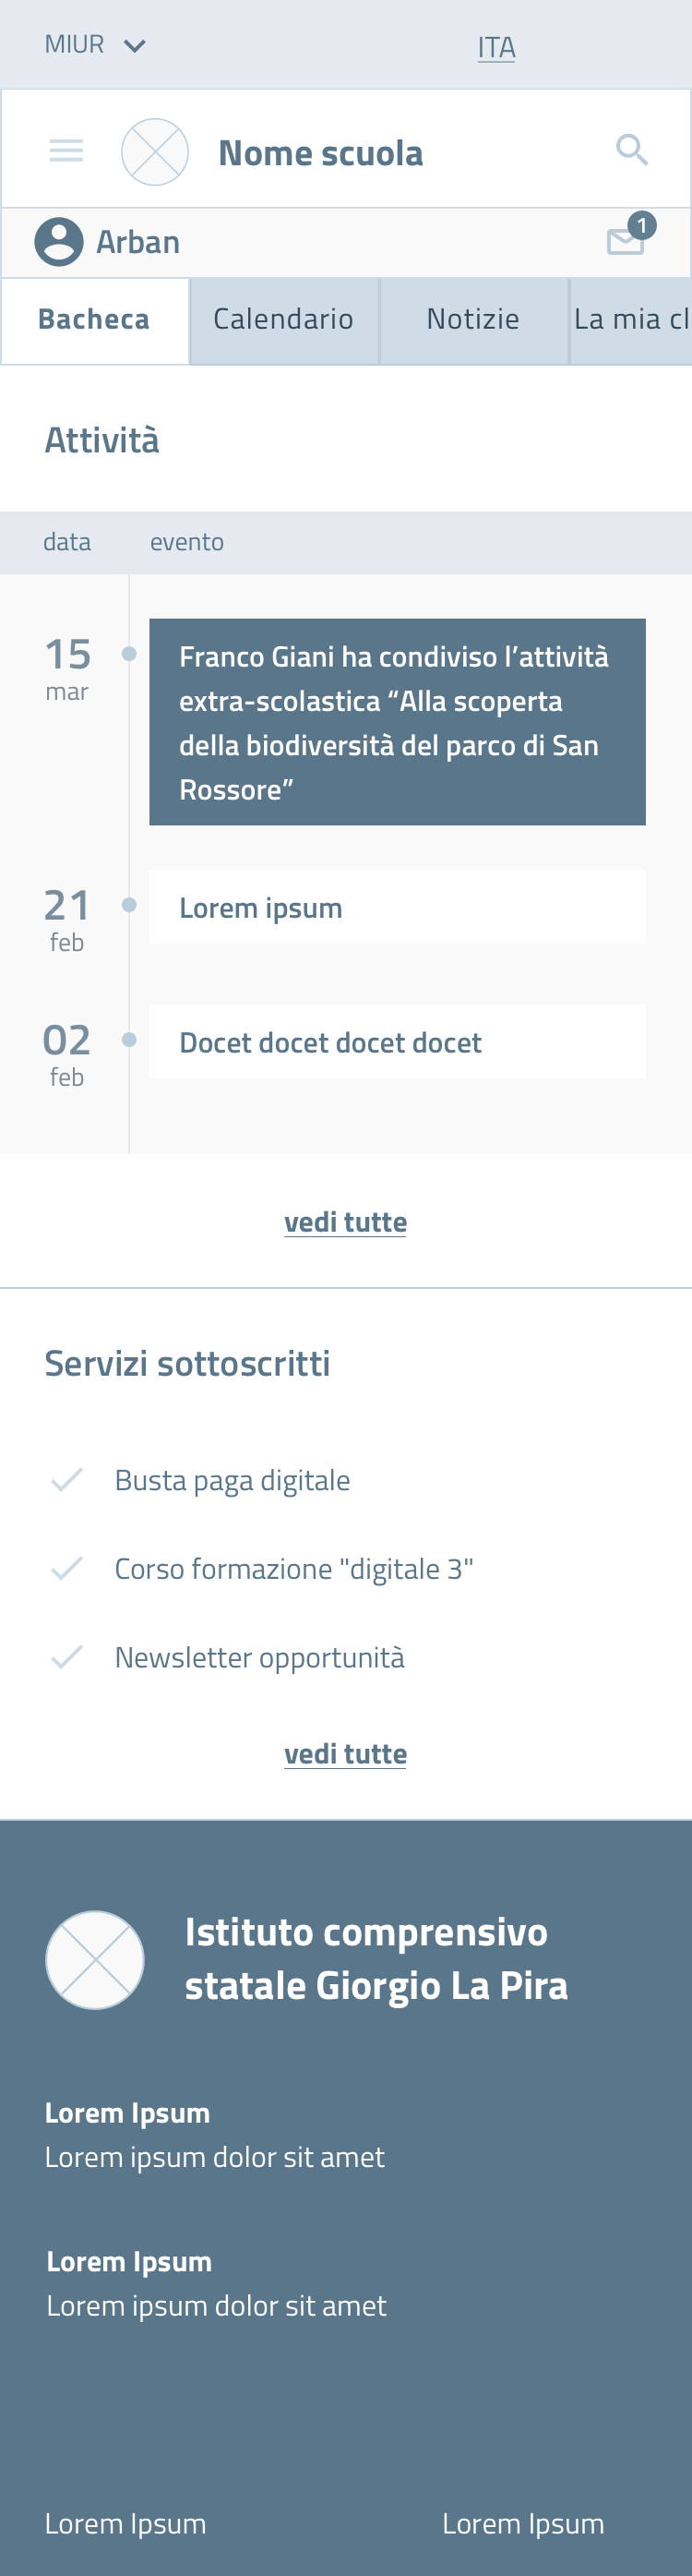 MIUR
ITA
Nome scuola
Arban
1
Bacheca
Calendario
Notizie
La mia cl
Attività
data
evento
15
mar
Franco Giani ha condiviso l’attività
extra-scolastica “Alla scoperta
della biodiversità del parco di San
Rossore”
21
feb
Lorem ipsum
02
feb
Docet docet docet docet
vedi tutte
Servizi sottoscritti
Busta paga digitale
Corso formazione "digitale 3"
Newsletter opportunità
vedi tutte
Istituto comprensivo
statale Giorgio La Pira
Lorem Ipsum
Lorem ipsum dolor sit amet
Lorem Ipsum
Lorem ipsum dolor sit amet
Lorem Ipsum
Lorem Ipsum